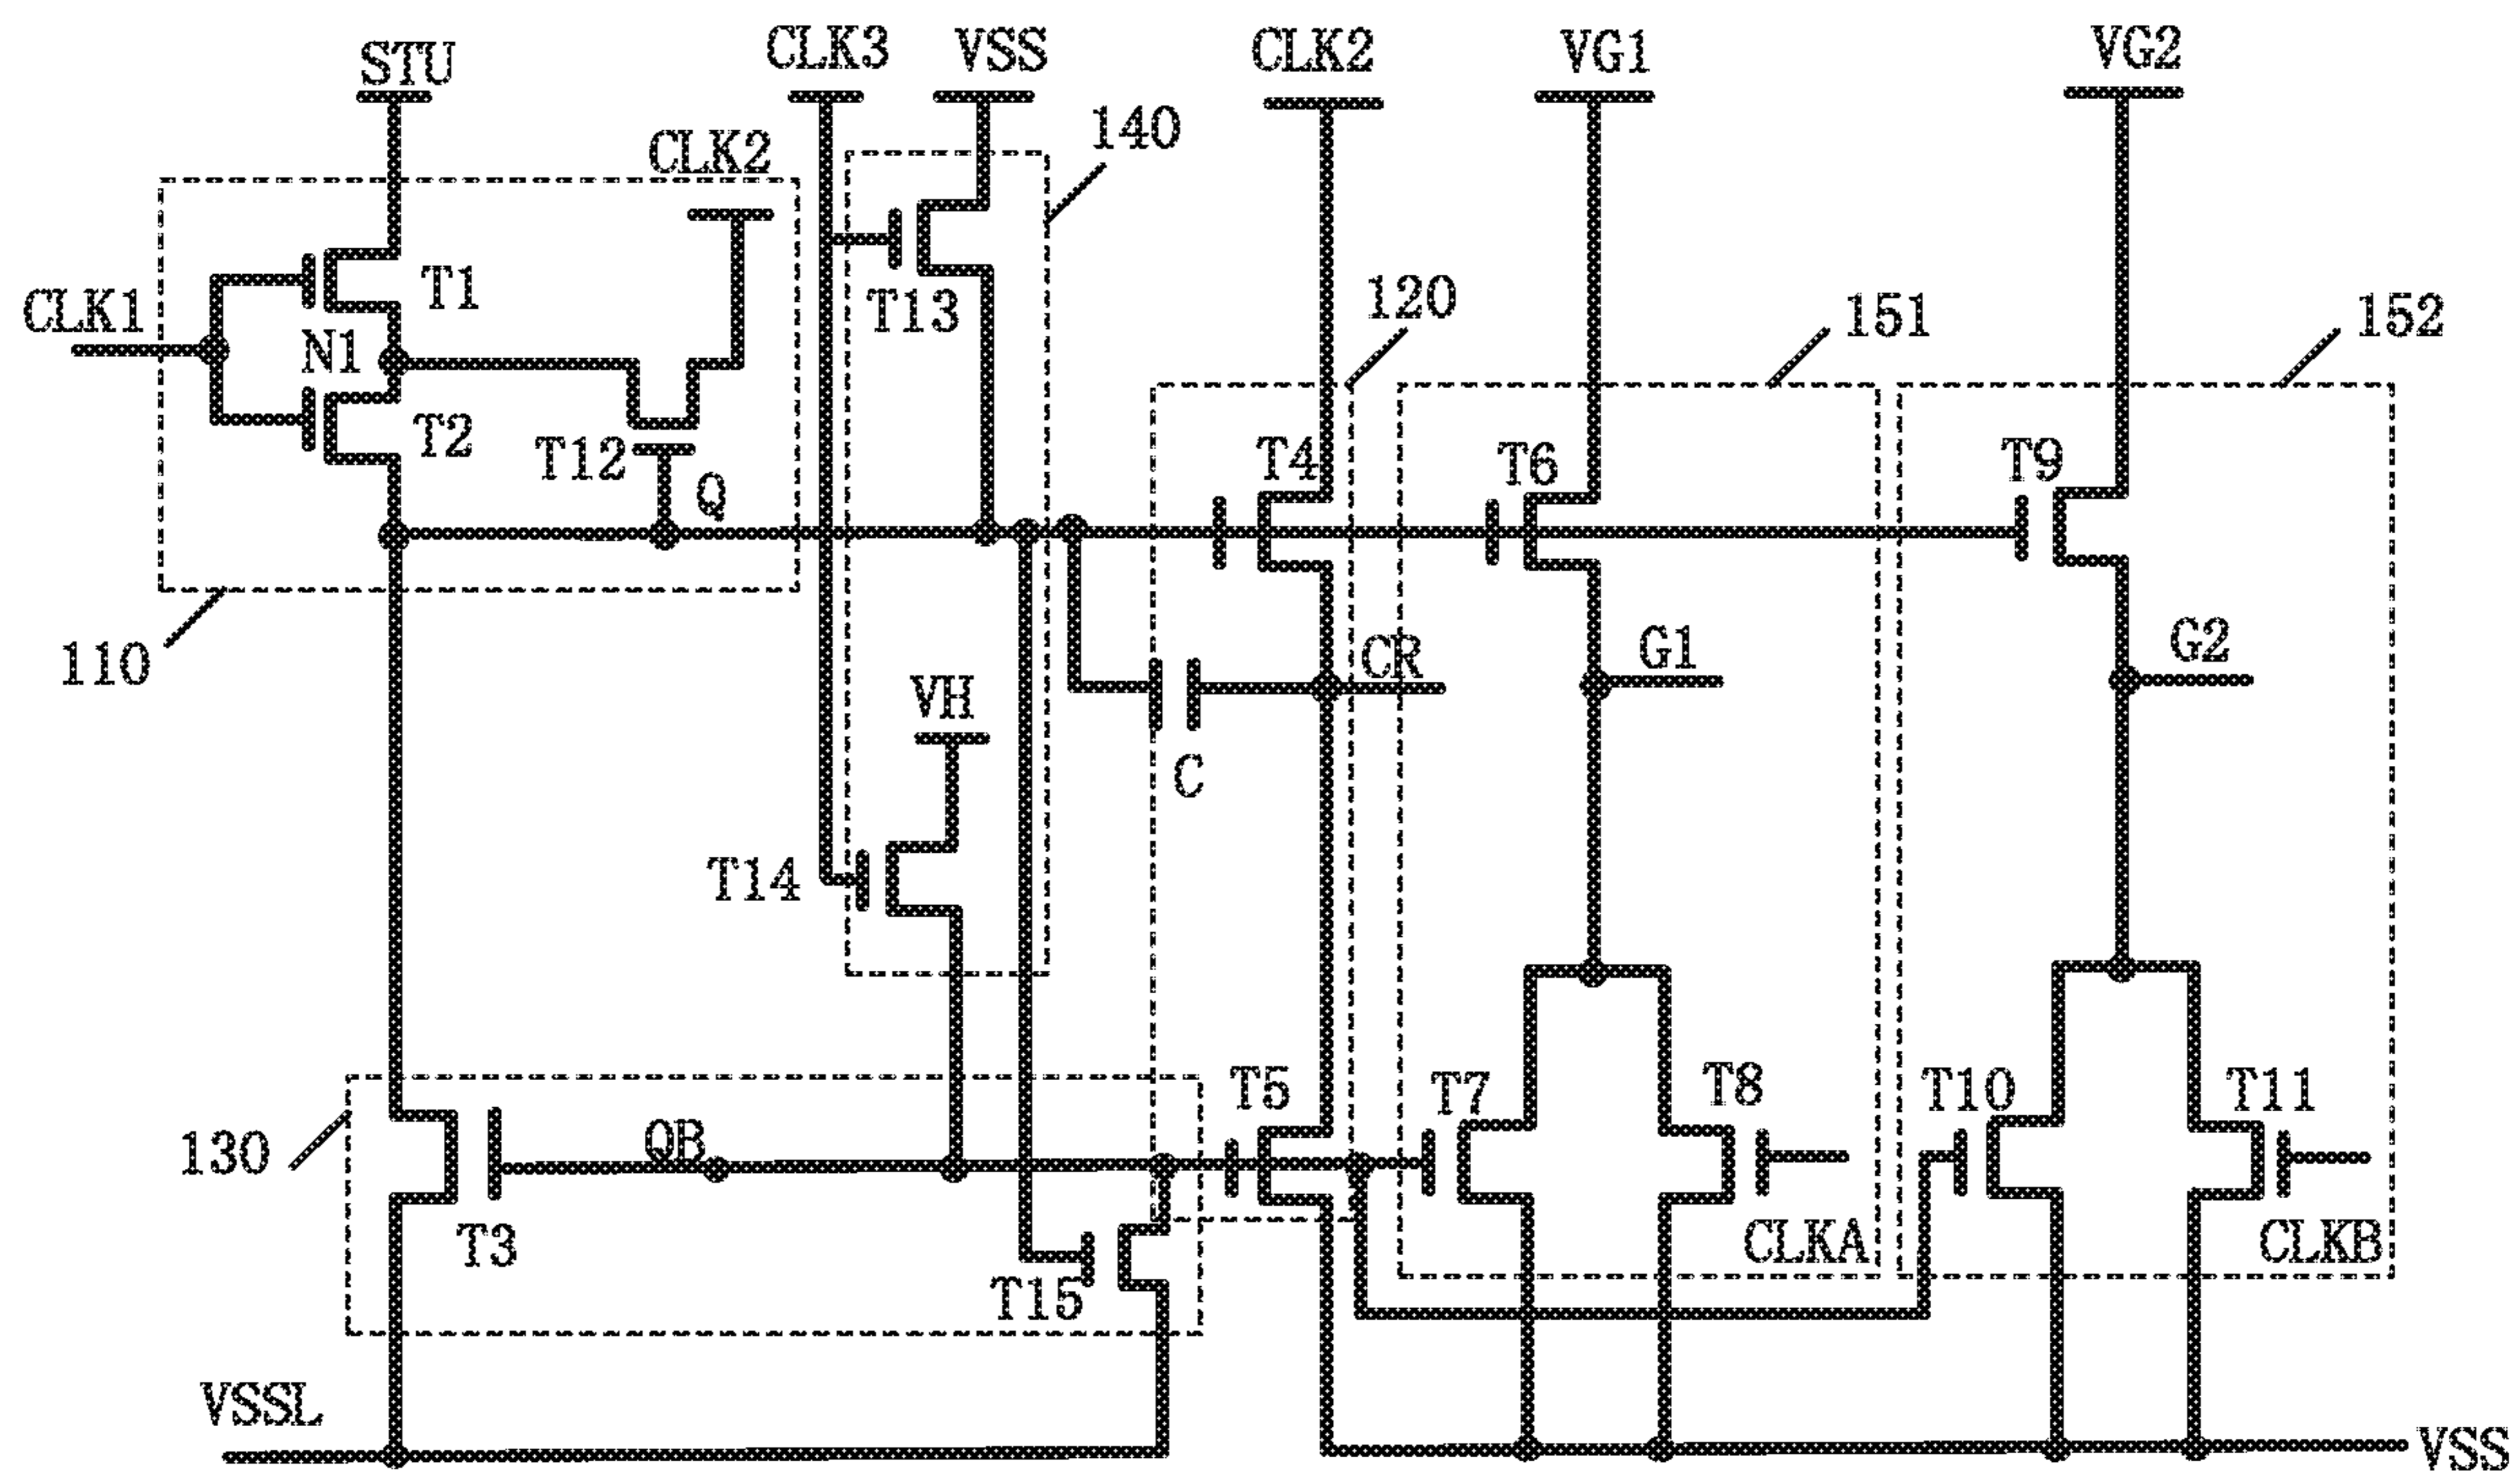 STU
CLK3
VSS
CLK2
VG1
VG2
140
CLK2
T1
CLK1
T13
120
151
152
N1
T2
T12
Q
T4
T6
T9
110
CR
G1
G2
VH
C
T14
T5
T7
T8
T10
T11
130
QB
T3
CLKA
CLKB
T15
VSSL
VSS